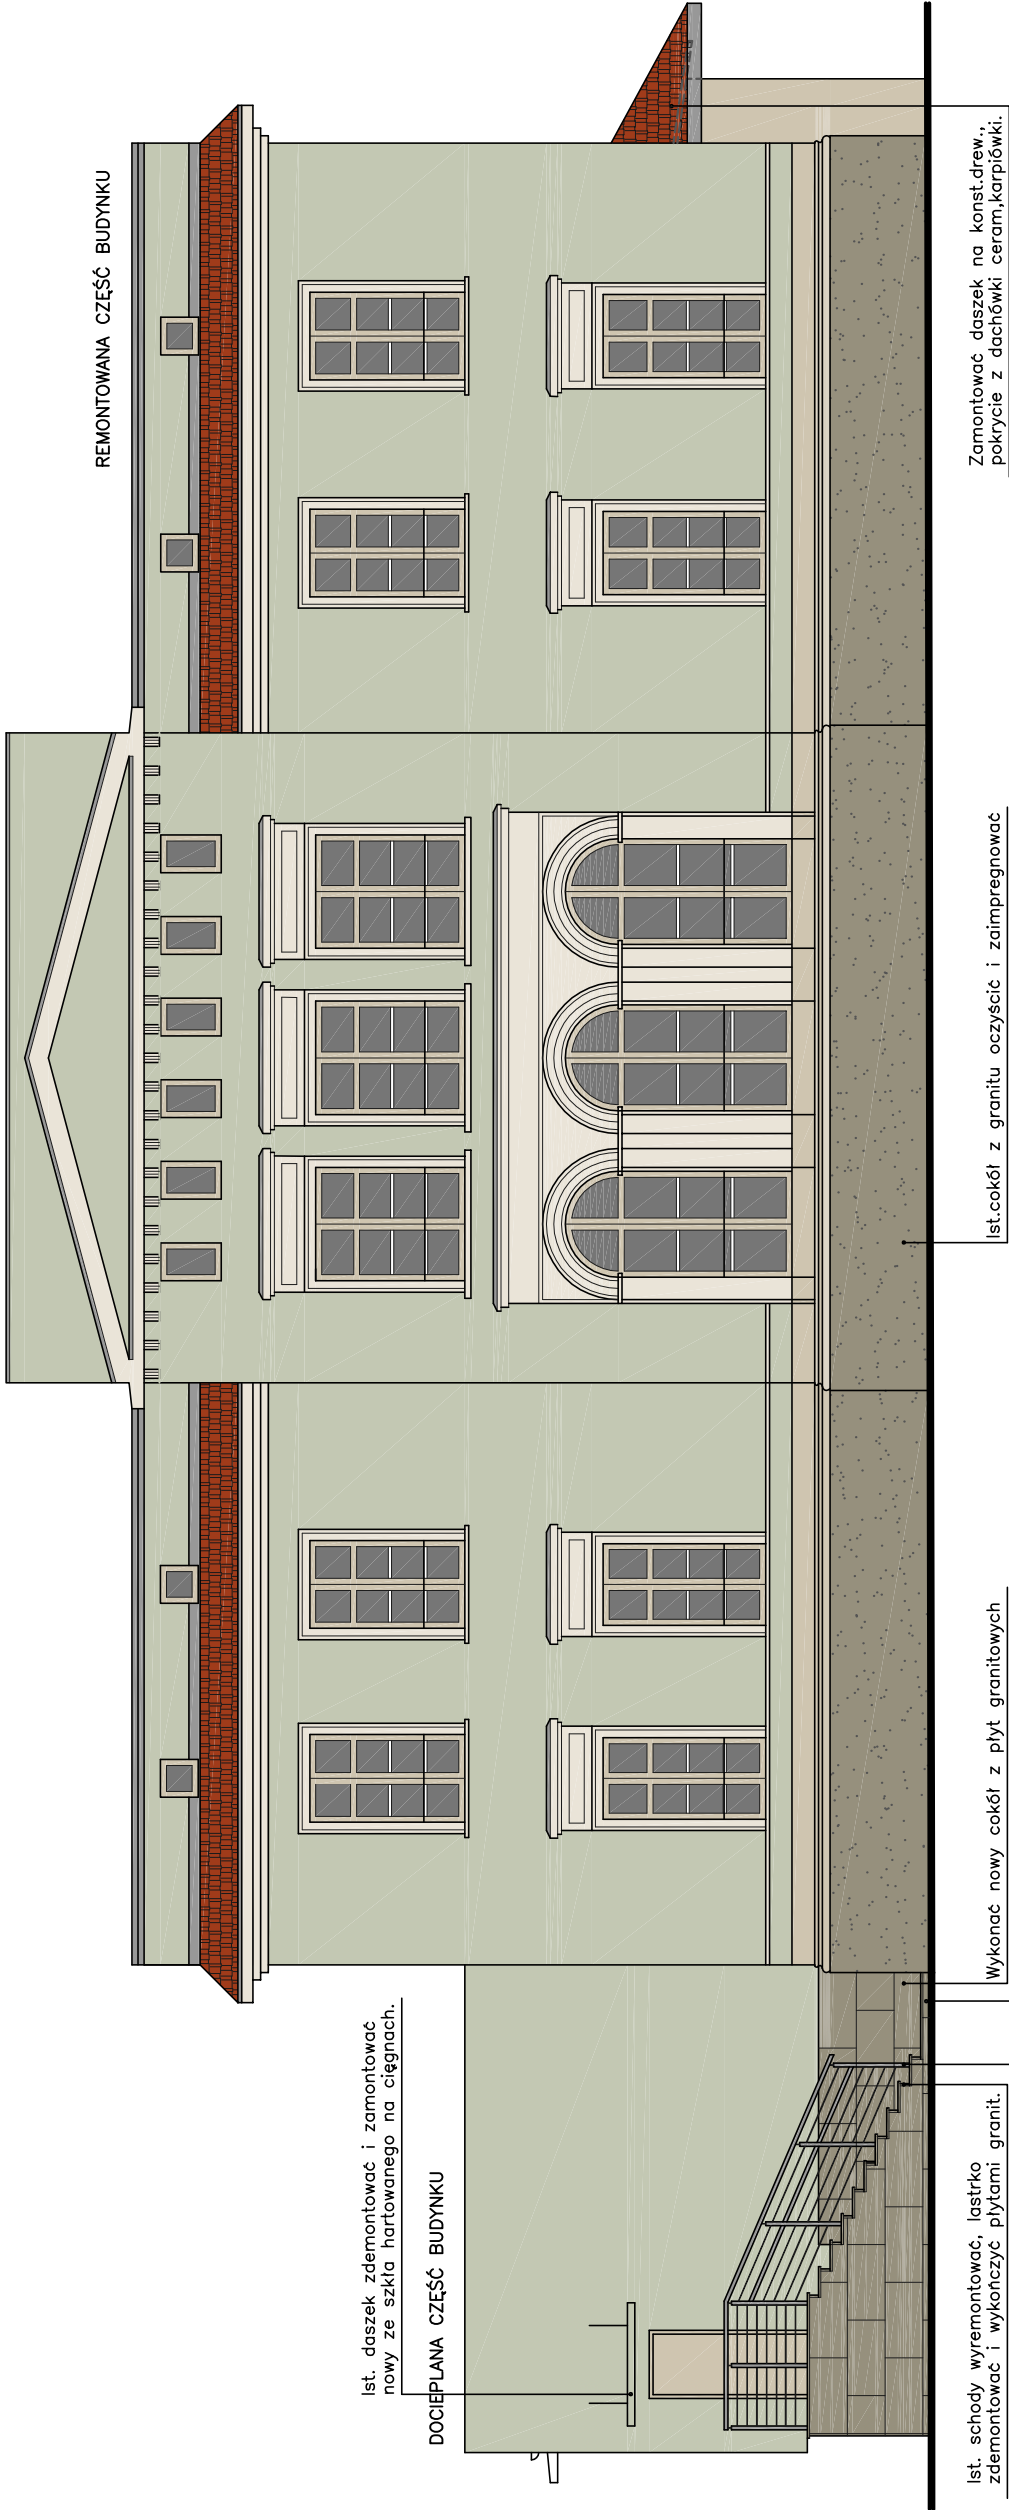 REMONTOWANA CZĘŚĆ BUDYNKU
Ist. daszek zdemontować i zamontować
nowy ze szkła hartowanego na cięgnach.
DOCIEPLANA CZĘŚĆ BUDYNKU
Ist. schody wyremontować, lastrko
zdemontować i wykończyć płytami granit.
Wykonać nowy cokół z płyt granitowych
Ist.cokół z granitu oczyścić i zaimpregnować
Zamontować daszek na konst.drew.,
pokrycie z dachówki ceram,karpiówki.